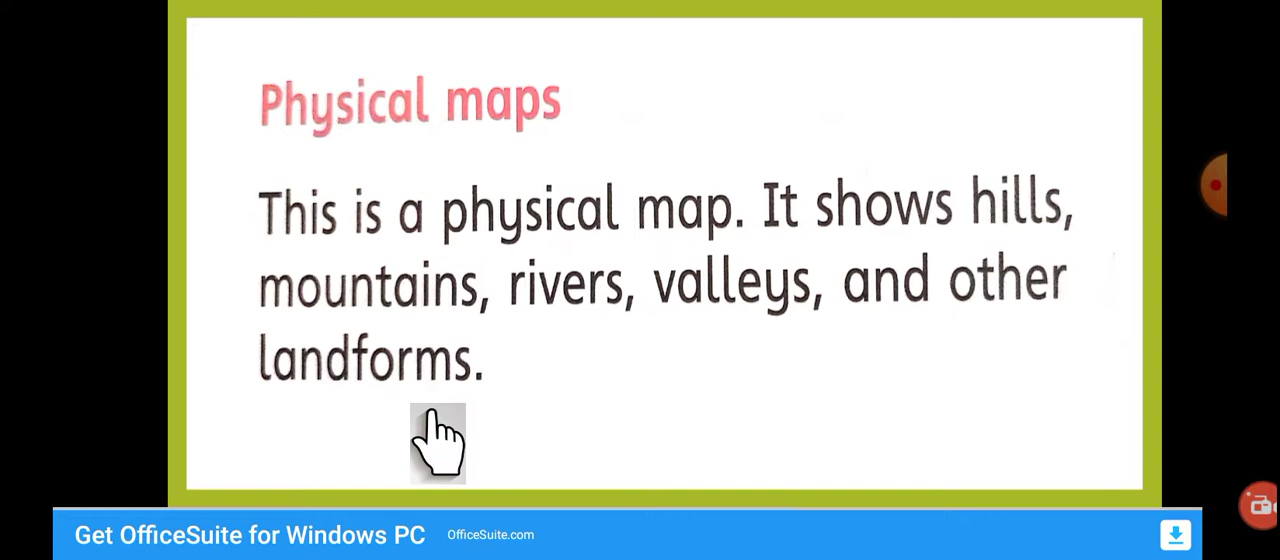 Physical maps
This is a physical map. It shows hills,
mountains, rivers, valleys, and other
landforms.
Get OfficeSuite for Windows PC OfficeSuite.com